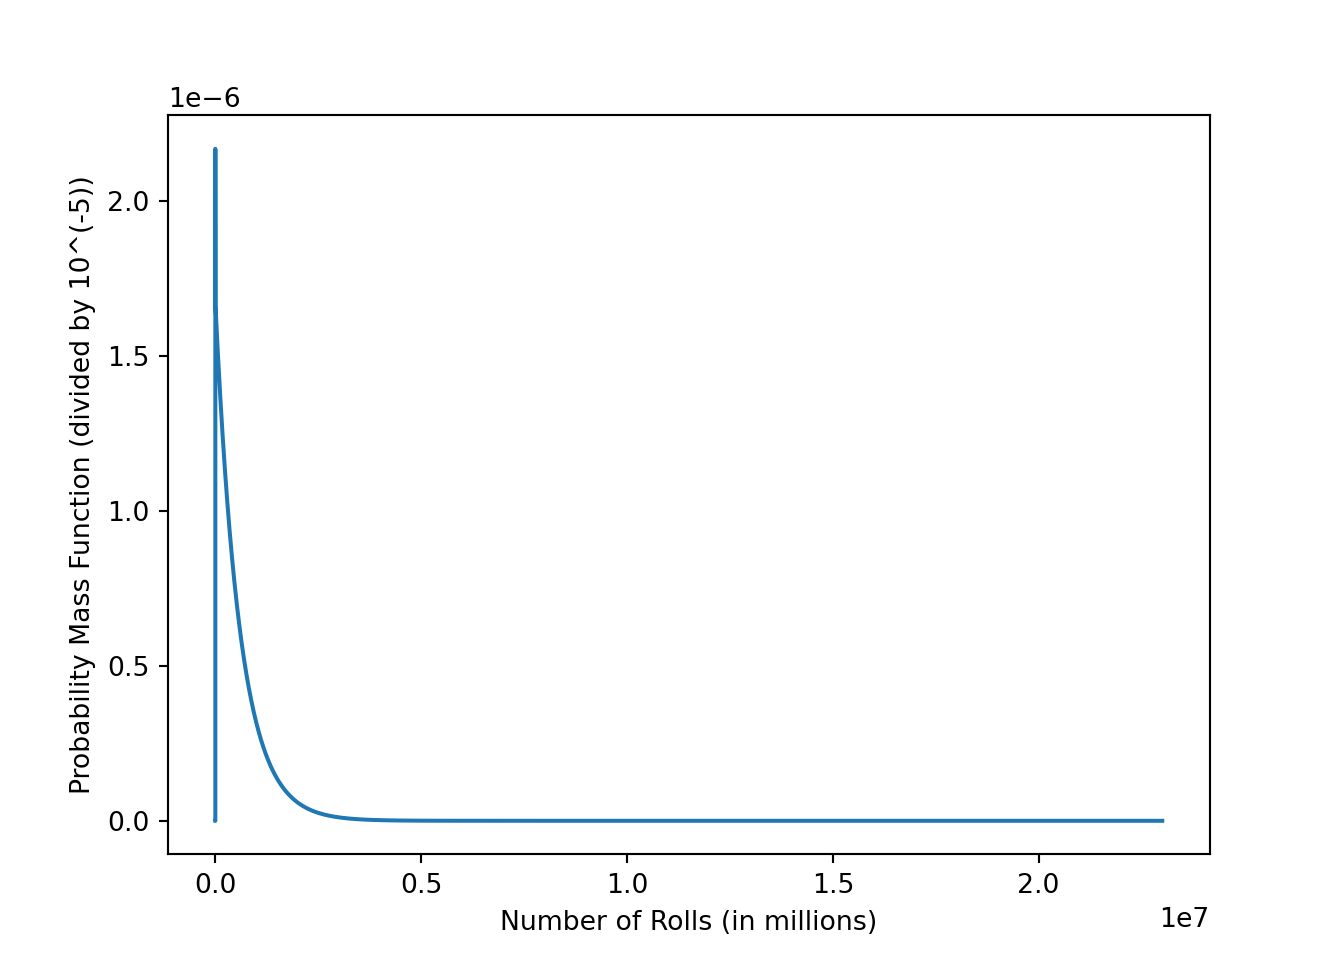 1e−6
Probability Mass Function (divided by 10^(-5))
2.0
1.5
1.0
0.5
0.0
0.0 0.5 1.0 1.5 2.0
1e7
Number of Rolls (in millions)